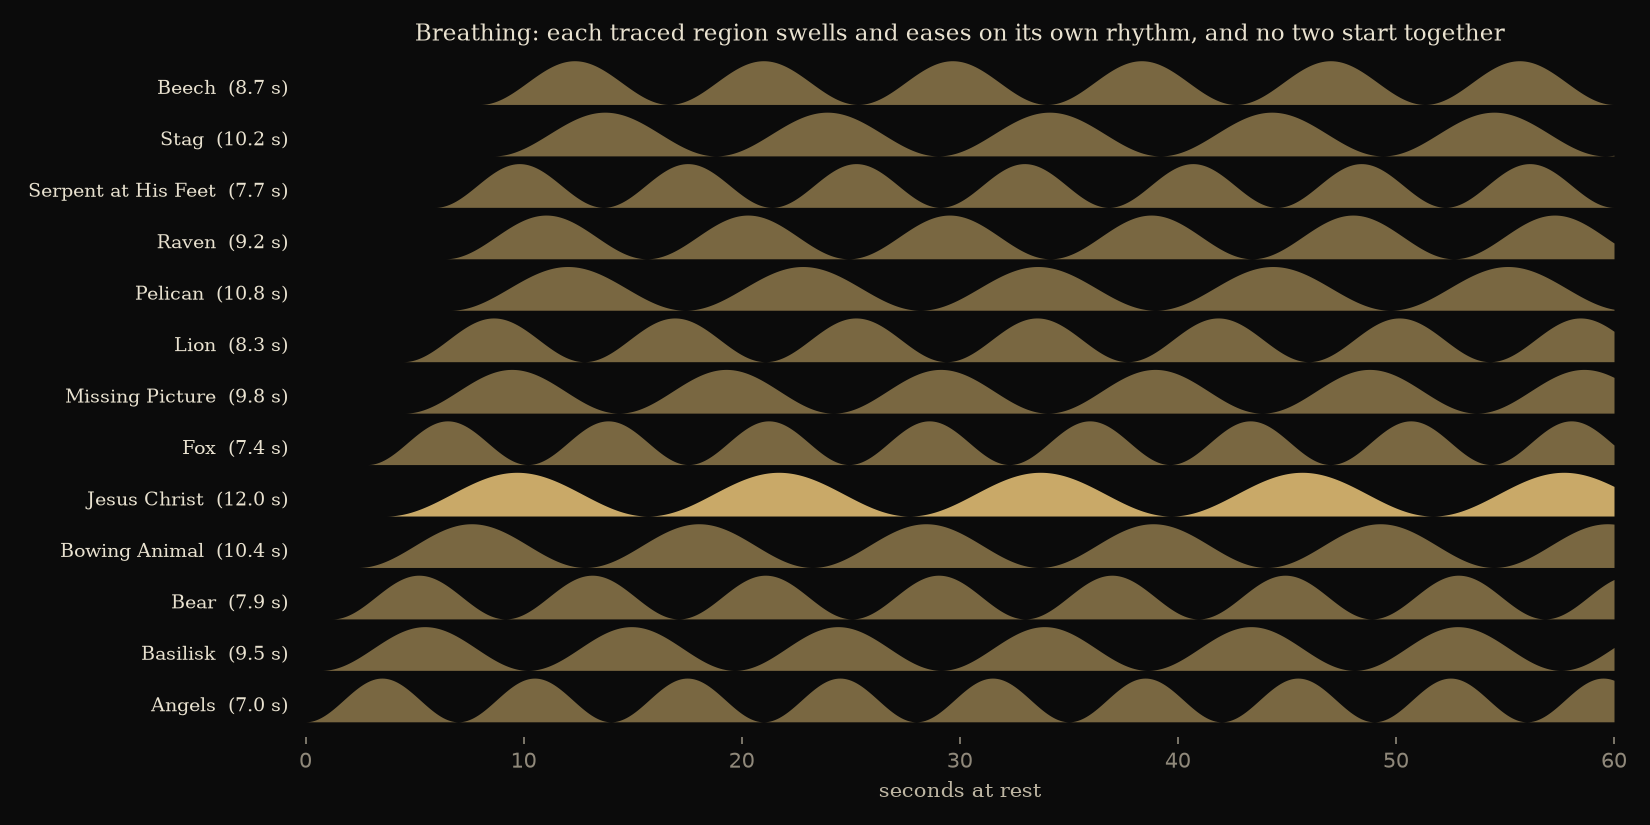 Breathing: each traced region swells and eases on its own rhythm, and no two start together
Beech (8.7 s)
Stag (10.2 s)
Serpent at His Feet (7.7 s)
Raven (9.2 s)
Pelican (10.8 s)
Lion (8.3 s)
Missing Picture (9.8 s)
Fox (7.4 s)
Jesus Christ (12.0 s)
Bowing Animal (10.4 s)
Bear (7.9 s)
Basilisk (9.5 s)
Angels (7.0 s)
0 10 20 30 40 50 60
seconds at rest